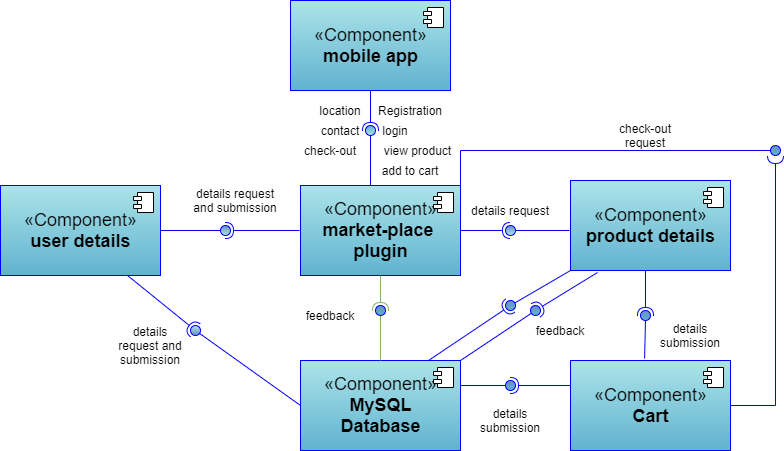 «Component»
mobile app
location
Registration
contact
login
check-out
view product
add to cart
check-out
request
«Component»
user details
details request
and submission
«Component»
market-place
plugin
details request
«Component»
product details
feedback
feedback
details
request and
submission
details
submission
«Component»
MySQL
Database
details
submission
«Component»
Cart